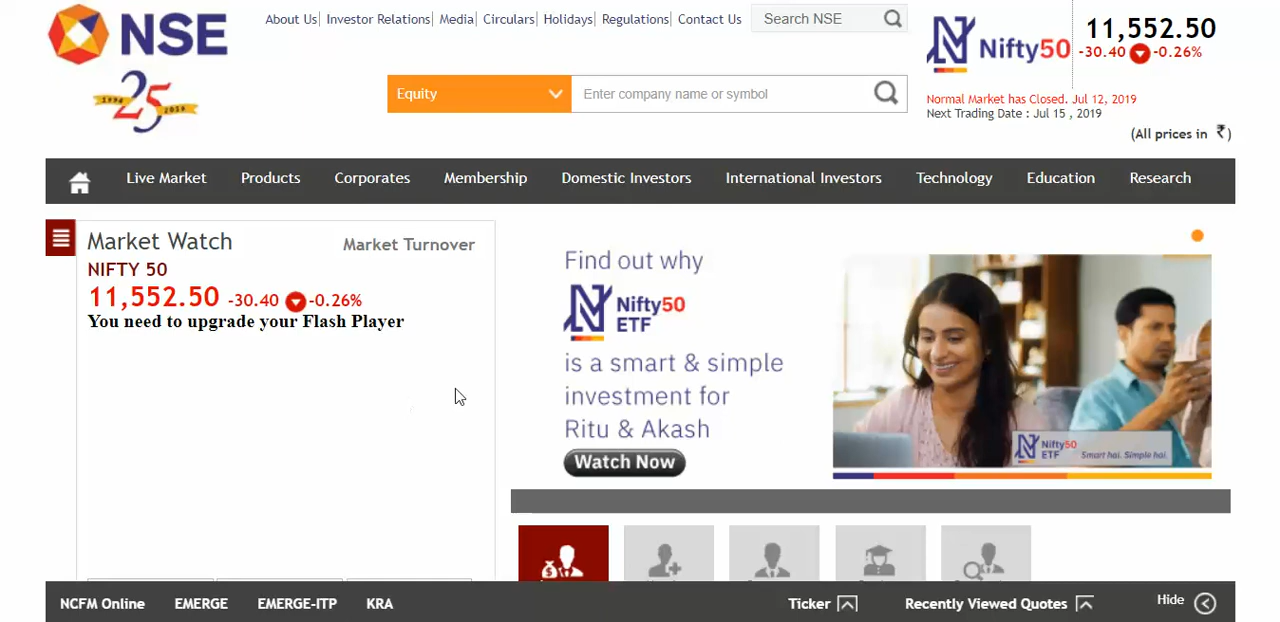 NSE
1994 25 2019
About Us| Investor Relations| Media| Circulars| Holidays| Regulations| Contact Us
Search NSE
Equity
Enter company name or symbol
Nifty50
11,552.50
-30.40 -0.26%
Normal Market has Closed. Jul 12, 2019
Next Trading Date : Jul 15 , 2019
(All prices in ₹)
Live Market Products Corporates Membership Domestic Investors International Investors Technology Education Research
Market Watch
Market Turnover
NIFTY 50
11,552.50 -30.40 -0.26%
You need to upgrade your Flash Player
Find out why
Nifty50
ETF
is a smart & simple
investment for
Ritu & Akash
Watch Now
Nifty50
ETF
Smart hai. Simple hai.
NCFM Online EMERGE EMERGE-ITP KRA Ticker Recently Viewed Quotes Hide